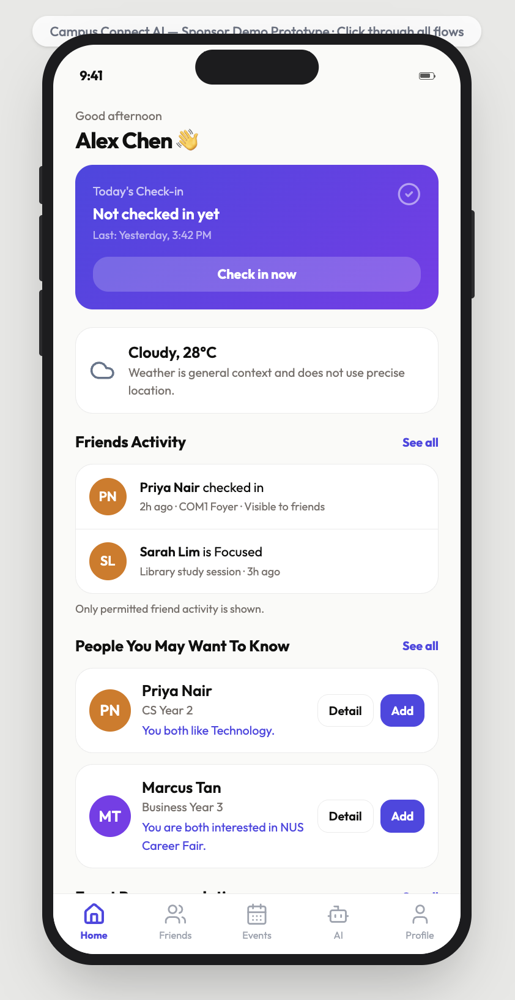 Campus Connect AI — Sponsor Demo Prototype · Click through all flows
9:41
Good afternoon
Alex Chen 👋
Today's Check-in
Not checked in yet
Last: Yesterday, 3:42 PM
Check in now
Cloudy, 28°C
Weather is general context and does not use precise
location.
Friends Activity
See all
PN
Priya Nair checked in
2h ago · COM1 Foyer · Visible to friends
SL
Sarah Lim is Focused
Library study session · 3h ago
Only permitted friend activity is shown.
People You May Want To Know
See all
PN
Priya Nair
CS Year 2
You both like Technology.
Detail
Add
MT
Marcus Tan
Business Year 3
You are both interested in NUS
Career Fair.
Detail
Add
Home
Friends
Events
AI
Profile